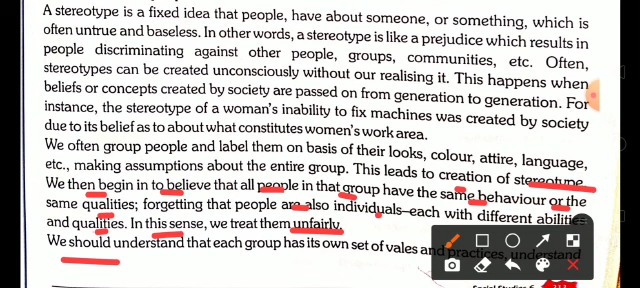 A stereotype is a fixed idea that people, have about someone, or something, which is
often untrue and baseless. In other words, a stereotype is like a prejudice which results in
people discriminating against other people, groups, communities, etc. Often,
stereotypes can be created unconsciously without our realising it. This happens when
beliefs or concepts created by society are passed on from generation to generation. For
instance, the stereotype of a woman's inability to fix machines was created by society
due to its belief as to about what constitutes women's work area.
We often group people and label them on basis of their looks, colour, attire, language,
etc., making assumptions about the entire group. This leads to creation of stereotype.
We then begin in to believe that all people in that group have the same behaviour or the
same qualities; forgetting that people are also individuals—each with different abilities
and qualities. In this sense, we treat them unfairly.
We should understand that each group has its own set of vales and practices, understand